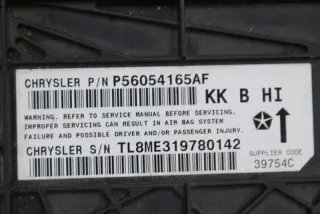 CHRYSLER P/N P56054165AF
KK B HI
WARNING. REFER TO SERVICE MANUAL BEFORE SERVICING.
IMPROPER SERVICING CAN RESULT IN AIR BAG SYSTEM
FAILURE AND POSSIBLE DRIVER AND/OR PASSENGER INJURY.
CHRYSLER S/N TL8ME319780142
SUPPLIER CODE
39754C